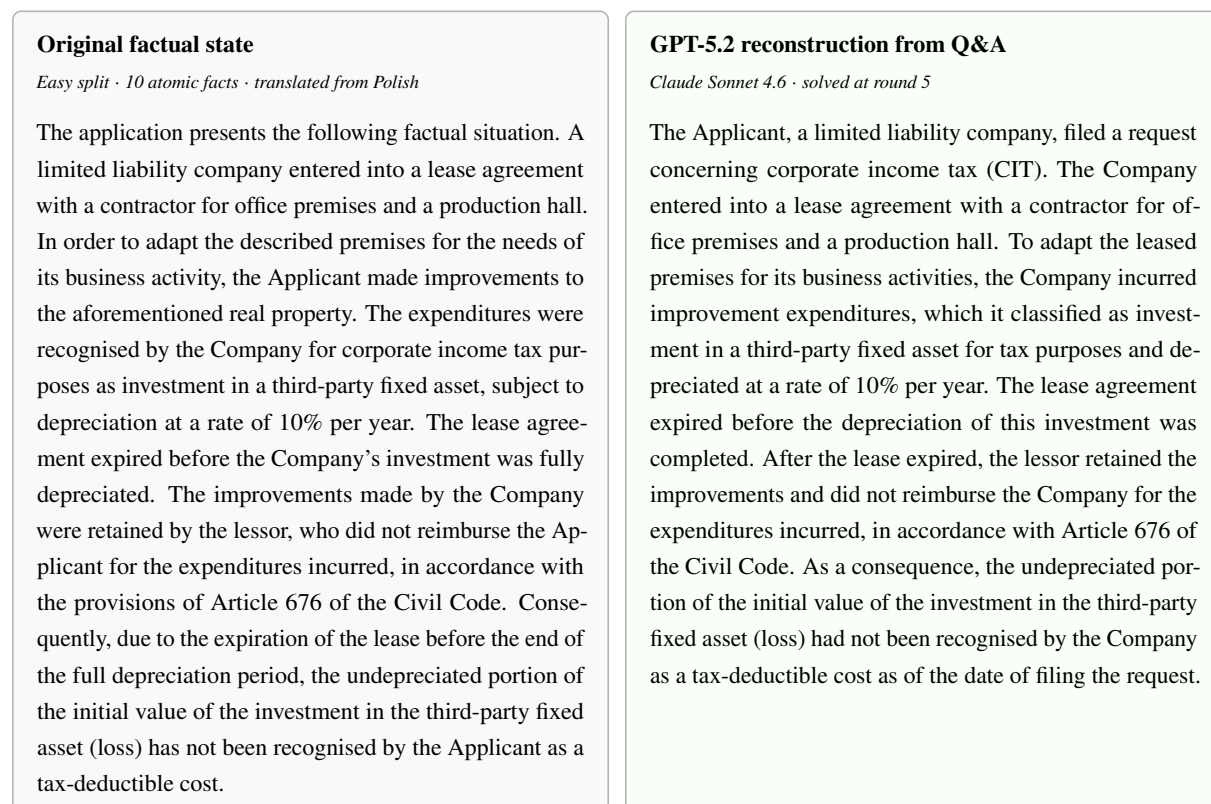 Original factual state
Easy split · 10 atomic facts · translated from Polish
The application presents the following factual situation. A
limited liability company entered into a lease agreement
with a contractor for office premises and a production hall.
In order to adapt the described premises for the needs of
its business activity, the Applicant made improvements to
the aforementioned real property. The expenditures were
recognised by the Company for corporate income tax pur-
poses as investment in a third-party fixed asset, subject to
depreciation at a rate of 10% per year. The lease agree-
ment expired before the Company's investment was fully
depreciated. The improvements made by the Company
were retained by the lessor, who did not reimburse the Ap-
plicant for the expenditures incurred, in accordance with
the provisions of Article 676 of the Civil Code. Conse-
quently, due to the expiration of the lease before the end of
the full depreciation period, the undepreciated portion of
the initial value of the investment in the third-party fixed
asset (loss) has not been recognised by the Applicant as a
tax-deductible cost.
GPT-5.2 reconstruction from Q&A
Claude Sonnet 4.6 · solved at round 5
The Applicant, a limited liability company, filed a request
concerning corporate income tax (CIT). The Company
entered into a lease agreement with a contractor for of-
fice premises and a production hall. To adapt the leased
premises for its business activities, the Company incurred
improvement expenditures, which it classified as invest-
ment in a third-party fixed asset for tax purposes and de-
preciated at a rate of 10% per year. The lease agreement
expired before the depreciation of this investment was
completed. After the lease expired, the lessor retained the
improvements and did not reimburse the Company for the
expenditures incurred, in accordance with Article 676 of
the Civil Code. As a consequence, the undepreciated por-
tion of the initial value of the investment in the third-party
fixed asset (loss) had not been recognised by the Company
as a tax-deductible cost as of the date of filing the request.